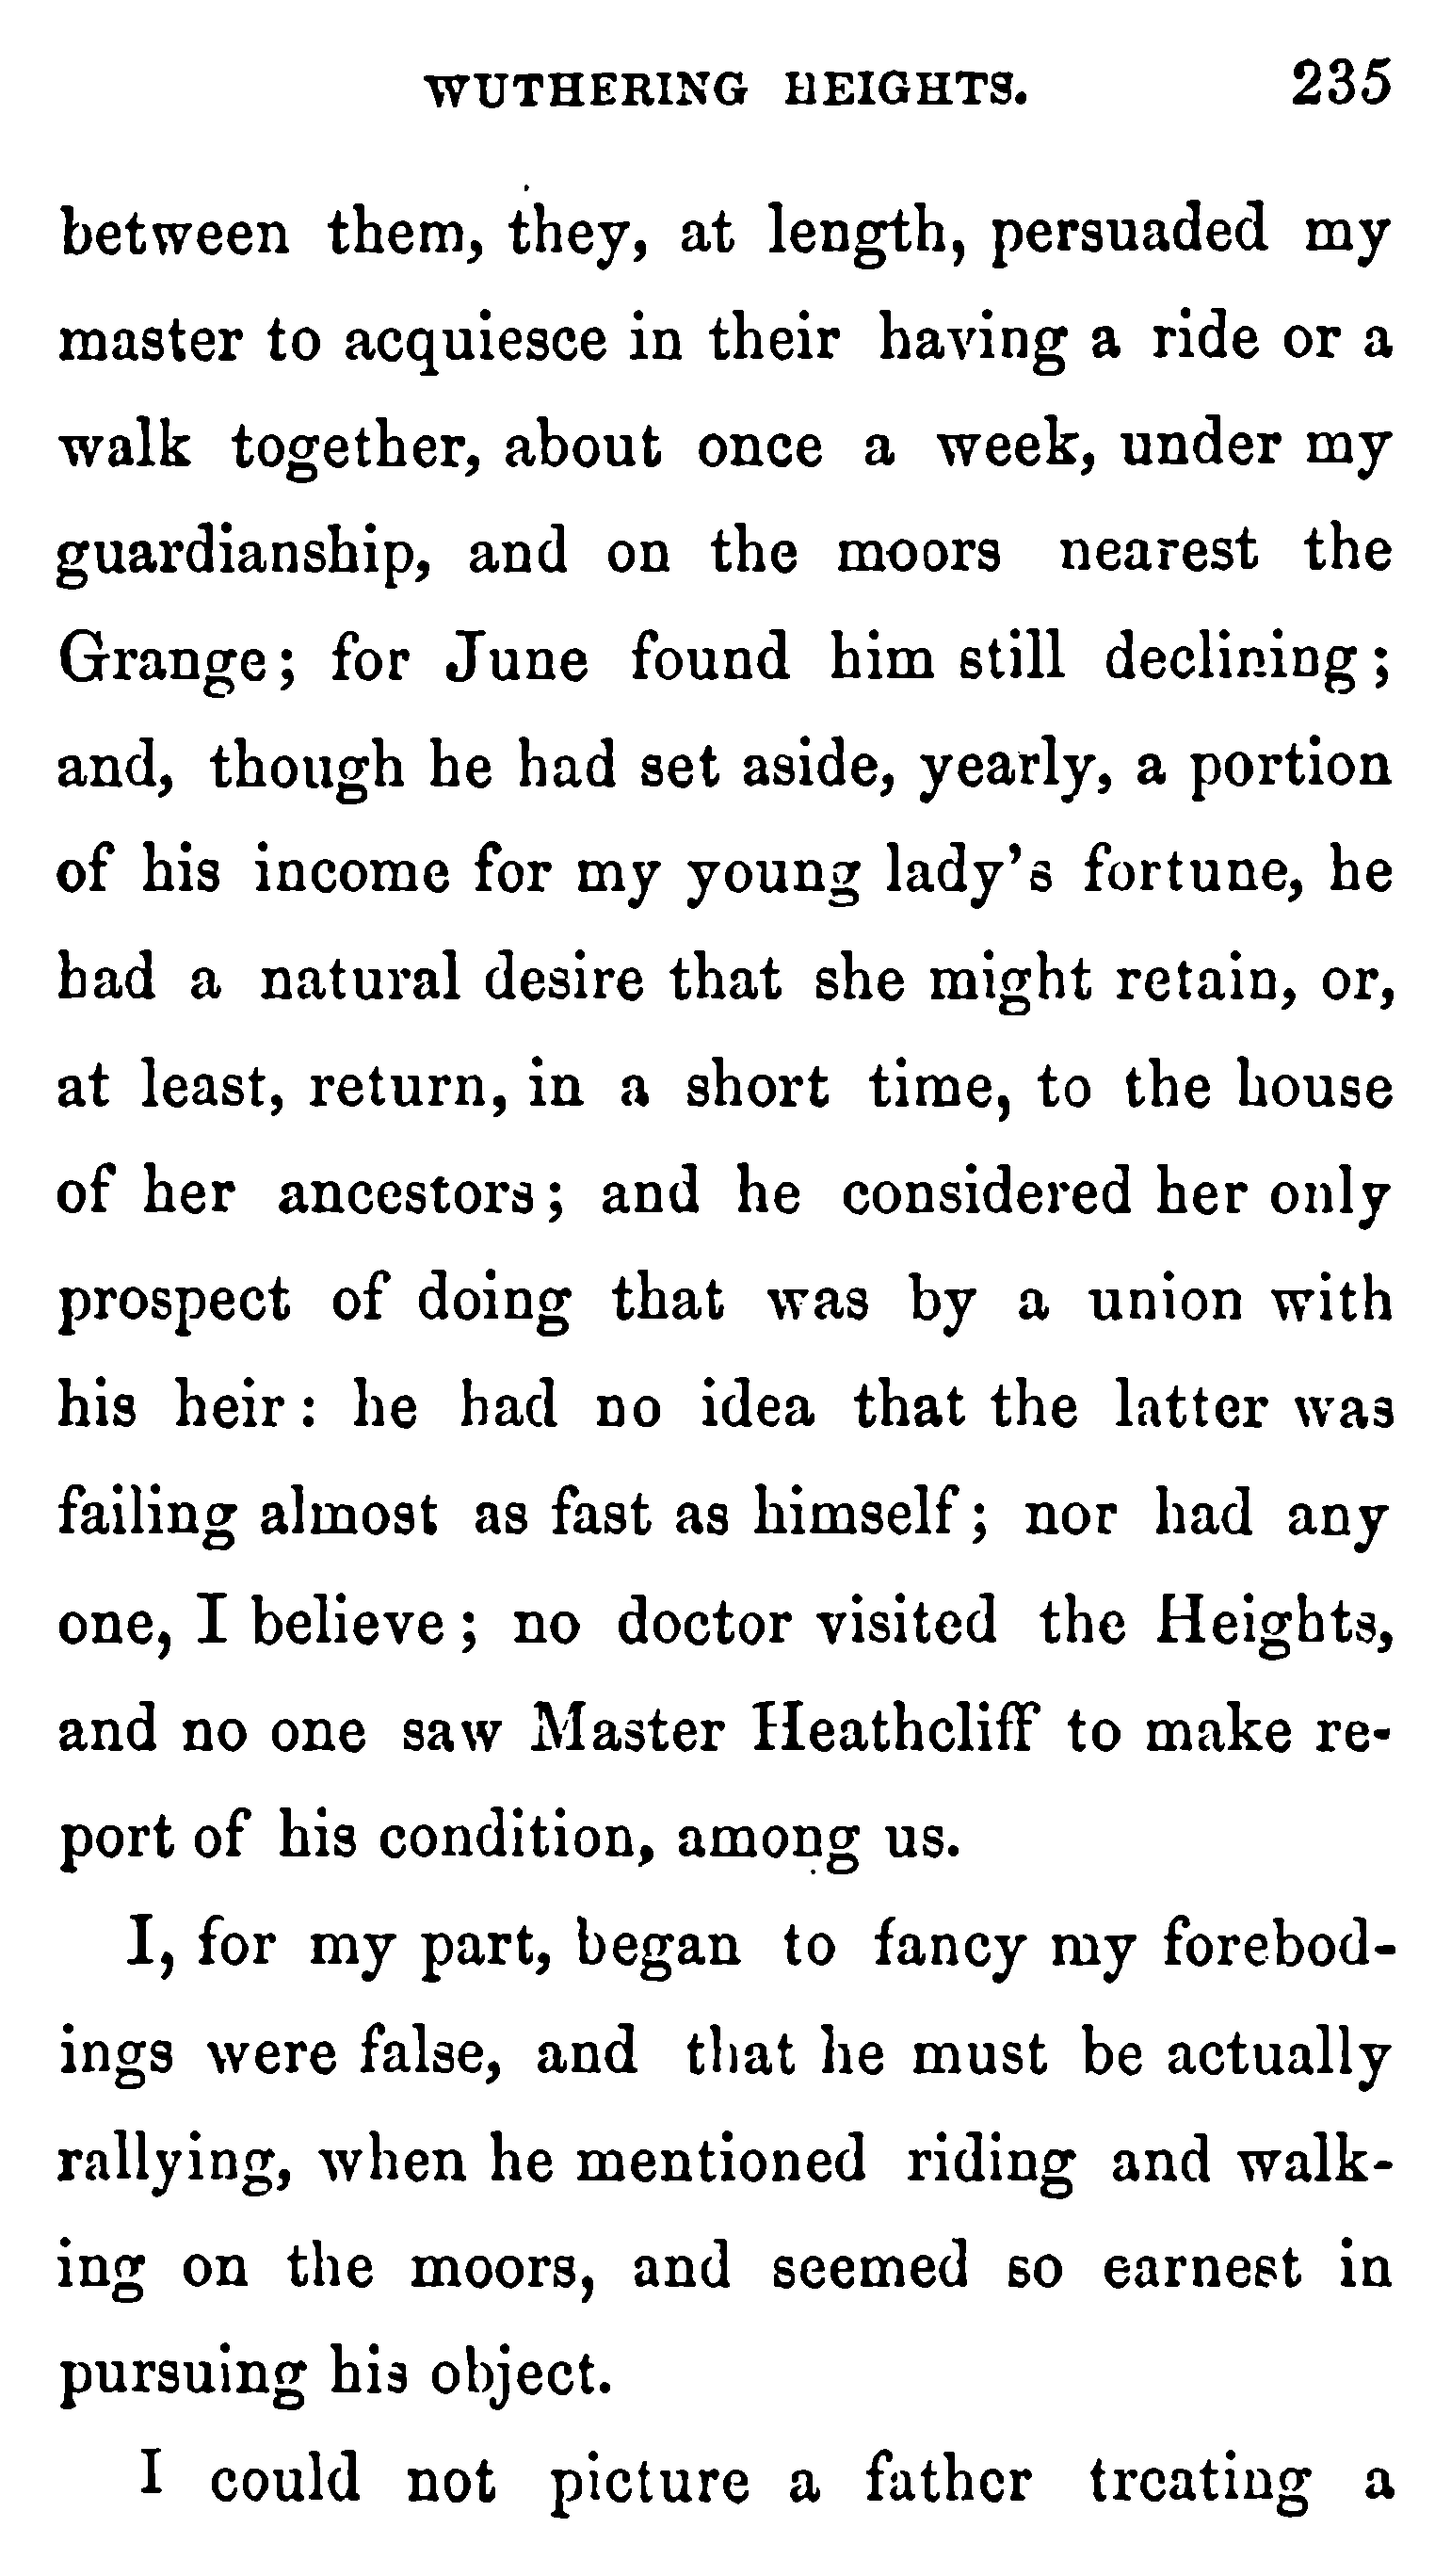 WUTHERING HEIGHTS. 235
between them, they, at length, persuaded my
master to acquiesce in their having a ride or a
walk together, about once a week, under my
guardianship, and on the moors nearest the
Grange; for June found him still declining;
and, though he had set aside, yearly, a portion
of his income for my young lady's fortune, he
had a natural desire that she might retain, or,
at least, return, in a short time, to the house
of her ancestors; and he considered her only
prospect of doing that was by a union with
his heir: he had no idea that the latter was
failing almost as fast as himself; nor had any
one, I believe; no doctor visited the Heights,
and no one saw Master Heathcliff to make re-
port of his condition, among us.
I, for my part, began to fancy my forebod-
ings were false, and that he must be actually
rallying, when he mentioned riding and walk-
ing on the moors, and seemed so earnest in
pursuing his object.
I could not picture a father treating a